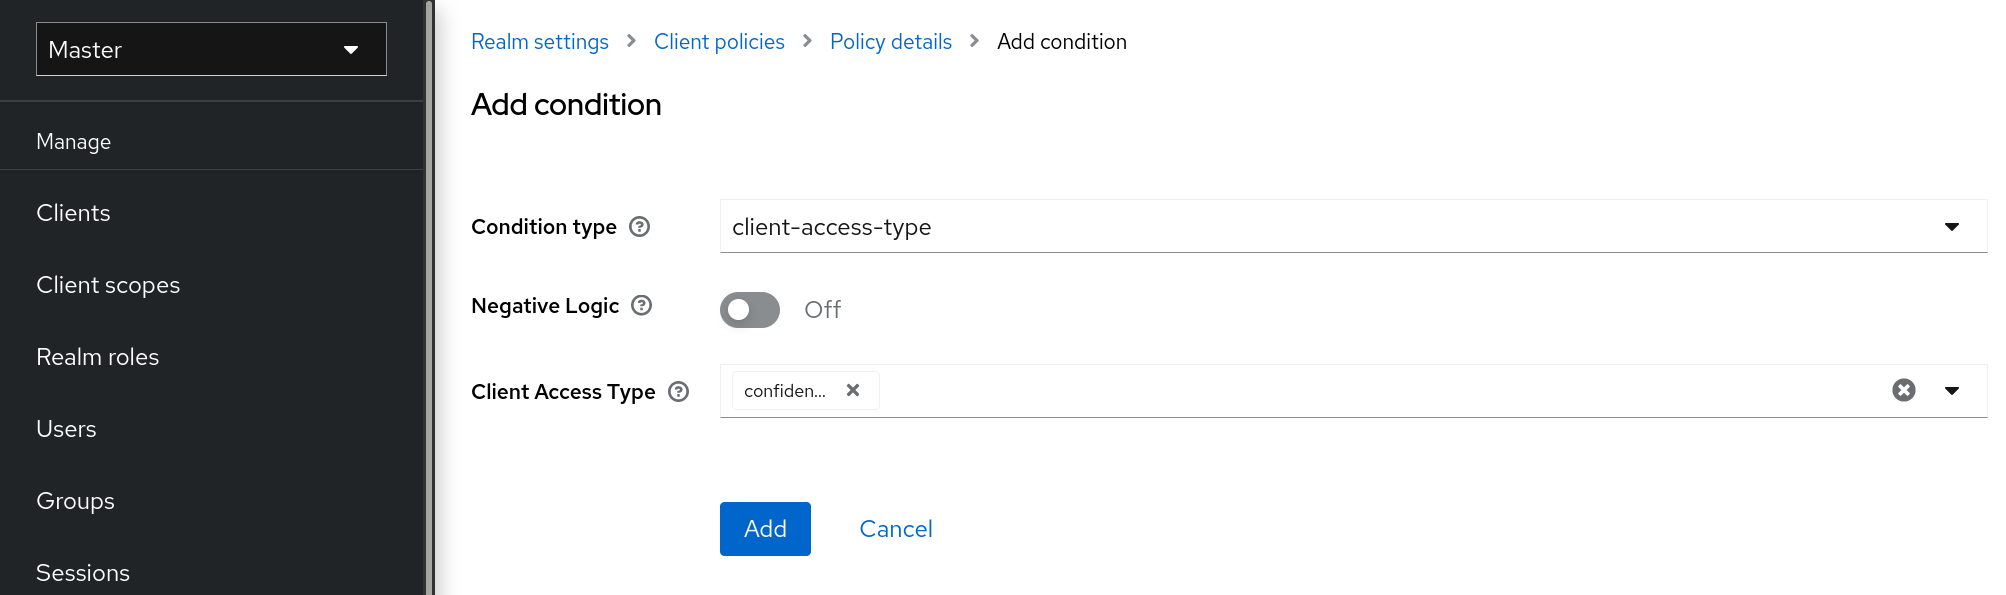 Master
Manage
Clients
Client scopes
Realm roles
Users
Groups
Sessions
Realm settings > Client policies > Policy details > Add condition
Add condition
Condition type ? client-access-type
Negative Logic ? Off
Client Access Type ? confiden...
Add Cancel